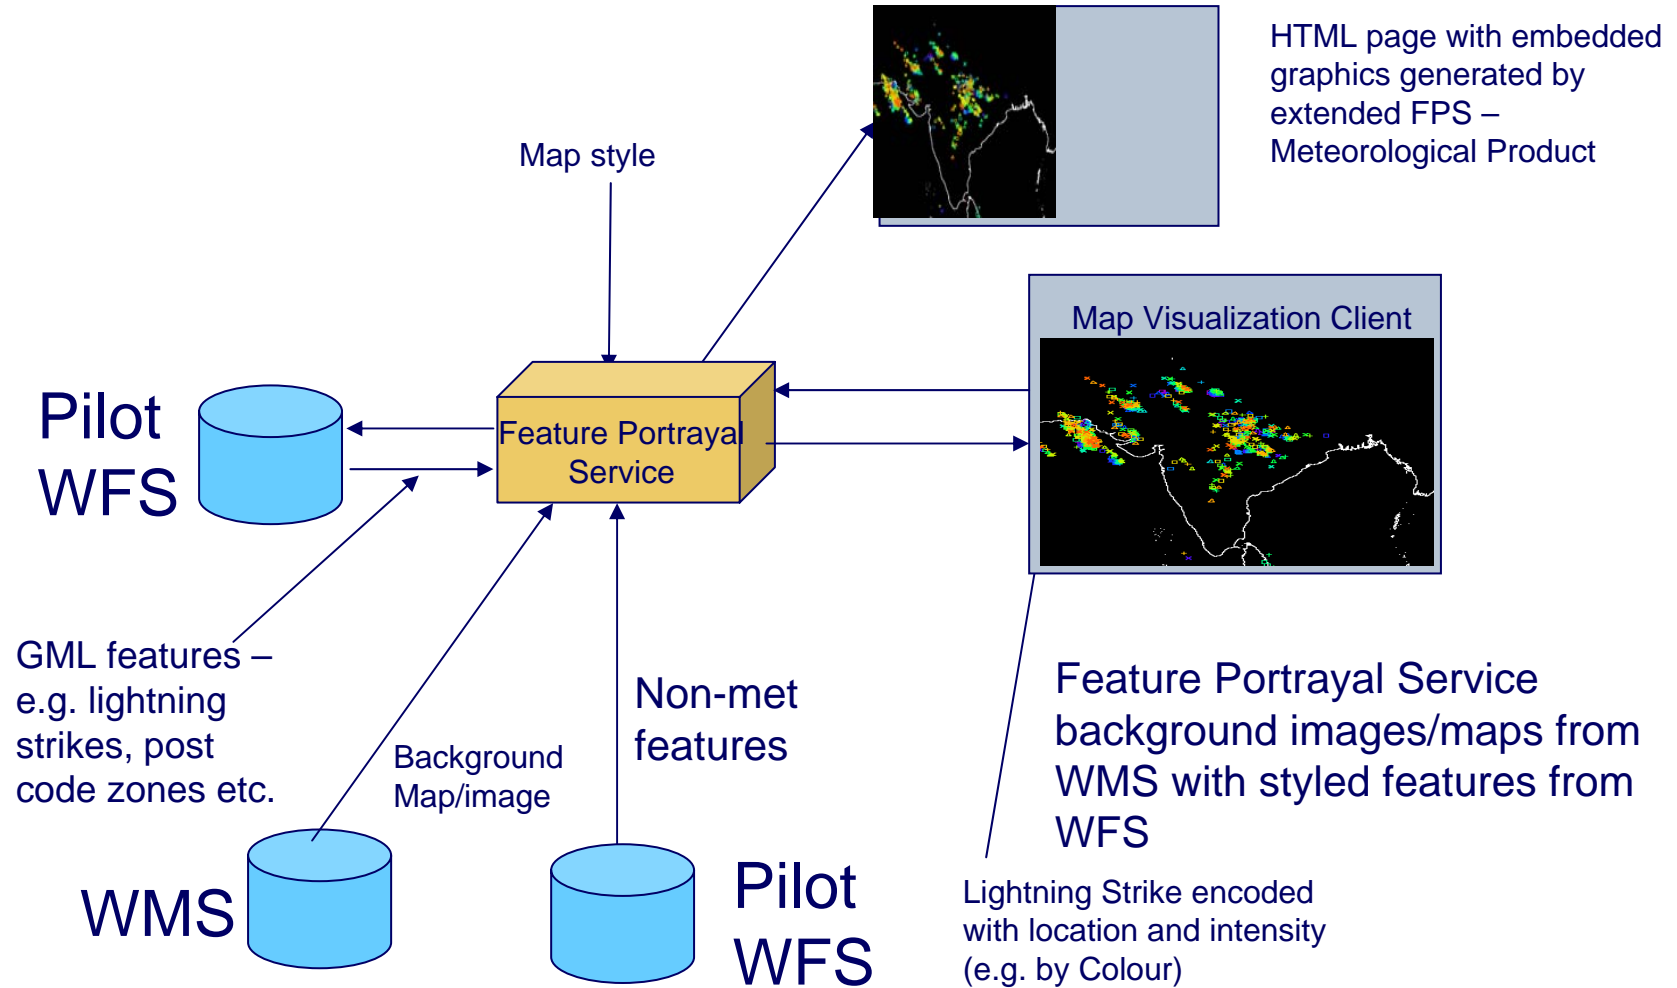 HTML page with embedded
graphics generated by
extended FPS –
Meteorological Product
Map style
Map Visualization Client
Pilot
WFS
Feature Portrayal
Service
GML features –
e.g. lightning
strikes, post
code zones etc.
Non-met
features
Background
Map/image
Feature Portrayal Service
background images/maps from
WMS with styled features from
WFS
WMS
Pilot
WFS
Lightning Strike encoded
with location and intensity
(e.g. by Colour)